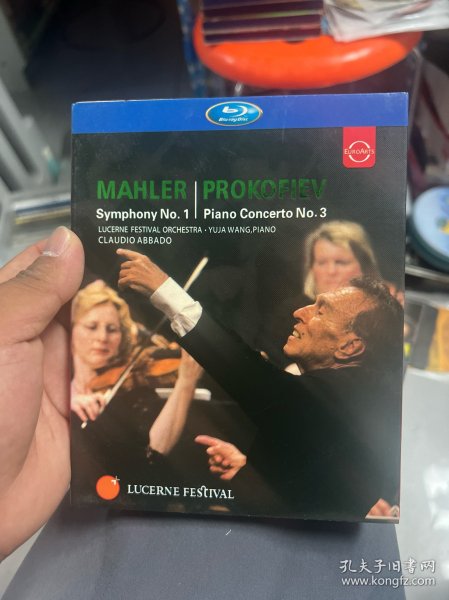 Blu-ray Disc
EUROARTS
MAHLER | PROKOFIEV
Symphony No. 1 | Piano Concerto No. 3
LUCERNE FESTIVAL ORCHESTRA · YUJA WANG, PIANO
CLAUDIO ABBADO
LUCERNE FESTIVAL
孔夫子旧书网
www.kongfz.com